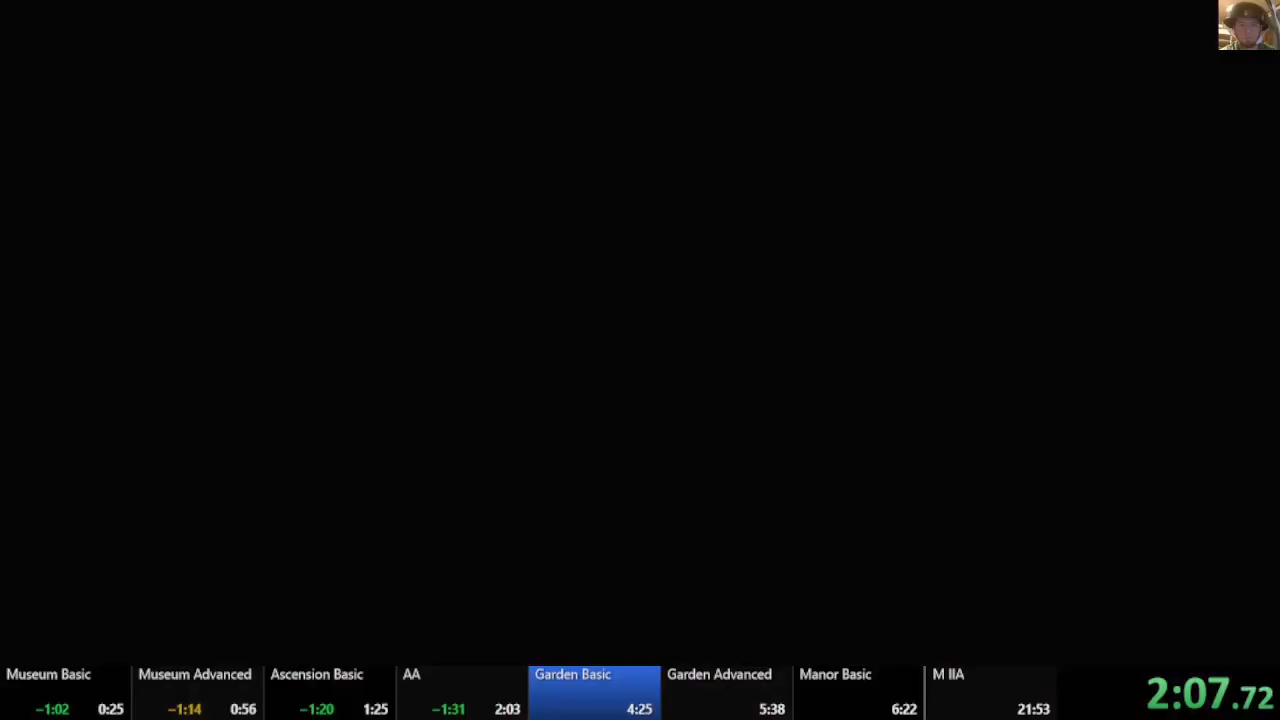 Museum Basic
−1:02 0:25
Museum Advanced
−1:14 0:56
Ascension Basic
−1:20 1:25
AA
−1:31 2:03
Garden Basic
4:25
Garden Advanced
5:38
Manor Basic
6:22
M IIA
21:53
2:07.72